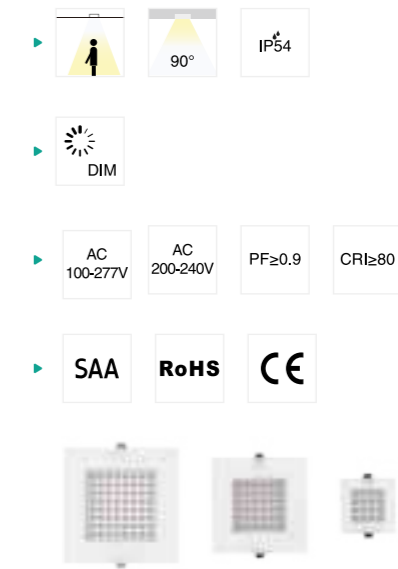 90°
IP54
DIM
AC
100-277V
AC
200-240V
PF≥0.9
CRI≥80
SAA
RoHS
CE